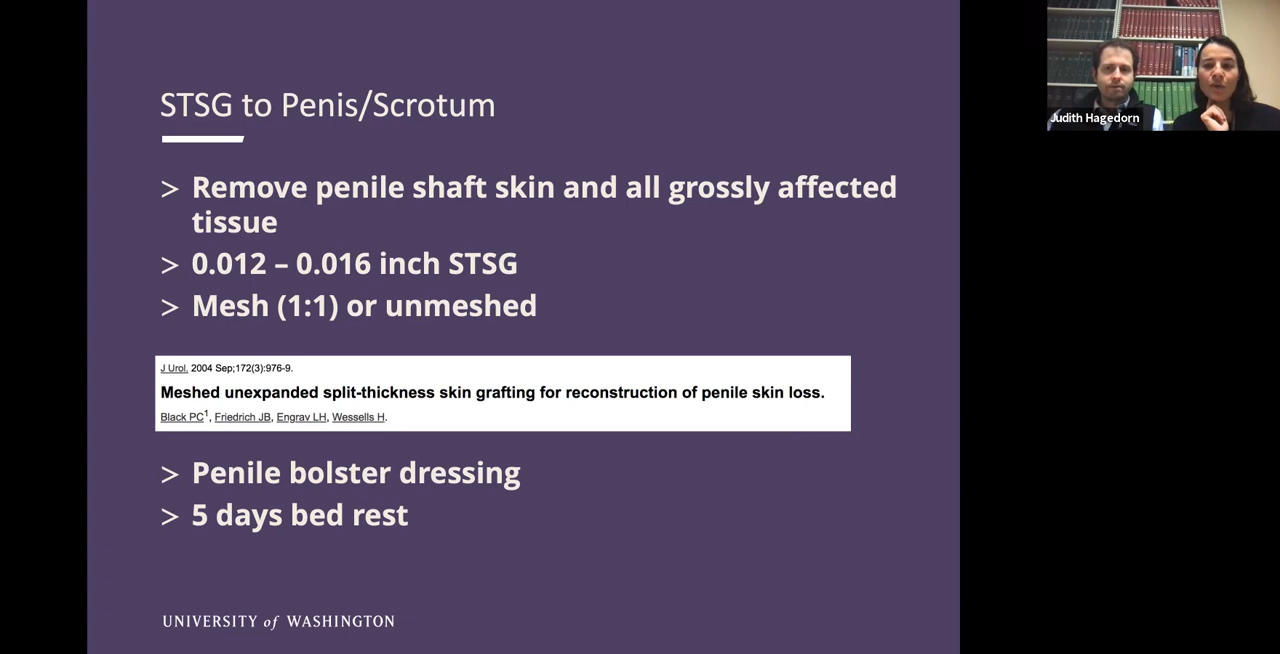 STSG to Penis/Scrotum
> Remove penile shaft skin and all grossly affected
tissue
> 0.012 – 0.016 inch STSG
> Mesh (1:1) or unmeshed
J Urol. 2004 Sep;172(3):976-9.
Meshed unexpanded split-thickness skin grafting for reconstruction of penile skin loss.
Black PC1, Friedrich JB, Engrav LH, Wessells H.
> Penile bolster dressing
> 5 days bed rest
UNIVERSITY of WASHINGTON
Judith Hagedorn